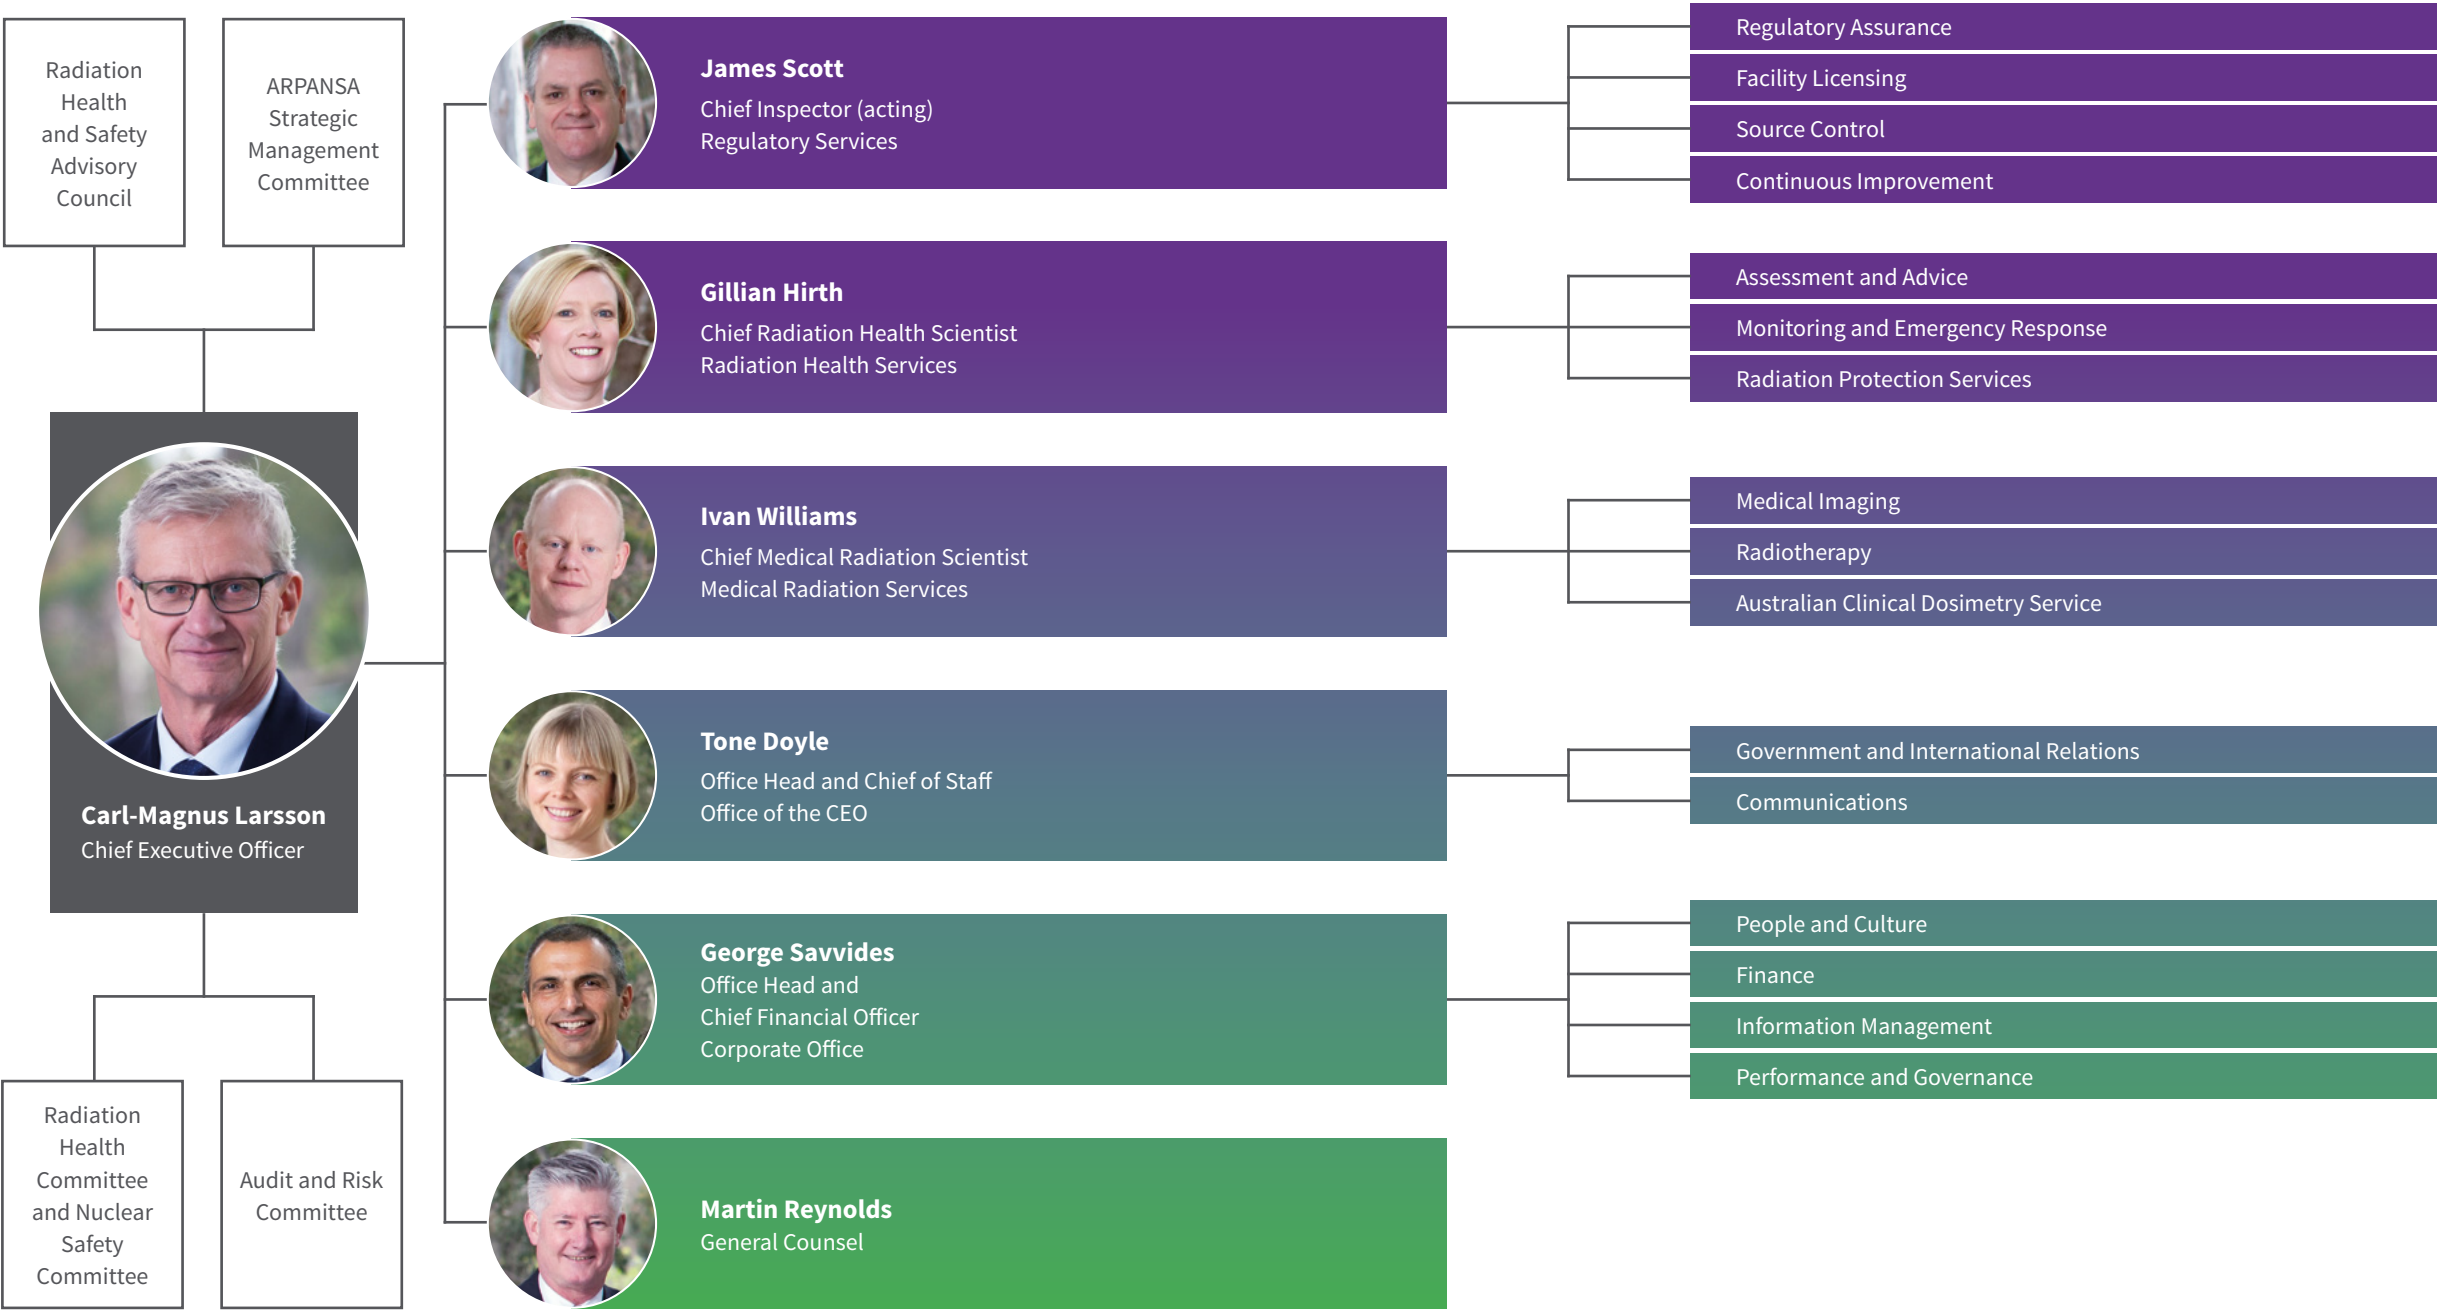 Radiation
Health
and Safety
Advisory
Council
ARPANSA
Strategic
Management
Committee
Carl-Magnus Larsson
Chief Executive Officer
Radiation
Health
Committee
and Nuclear
Safety
Committee
Audit and Risk
Committee
James Scott
Chief Inspector (acting)
Regulatory Services
Regulatory Assurance
Facility Licensing
Source Control
Continuous Improvement
Gillian Hirth
Chief Radiation Health Scientist
Radiation Health Services
Assessment and Advice
Monitoring and Emergency Response
Radiation Protection Services
Ivan Williams
Chief Medical Radiation Scientist
Medical Radiation Services
Medical Imaging
Radiotherapy
Australian Clinical Dosimetry Service
Tone Doyle
Office Head and Chief of Staff
Office of the CEO
Government and International Relations
Communications
George Savvides
Office Head and
Chief Financial Officer
Corporate Office
People and Culture
Finance
Information Management
Performance and Governance
Martin Reynolds
General Counsel